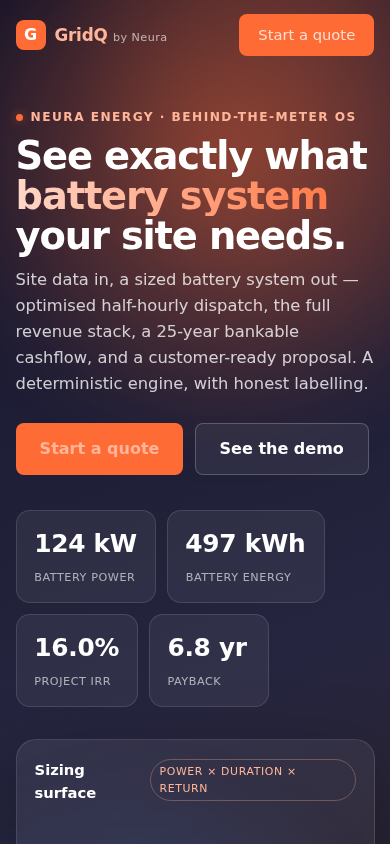 G GridQ by Neura Start a quote
NEURA ENERGY · BEHIND-THE-METER OS
See exactly what
battery system
your site needs.
Site data in, a sized battery system out —
optimised half-hourly dispatch, the full
revenue stack, a 25-year bankable
cashflow, and a customer-ready proposal. A
deterministic engine, with honest labelling.
Start a quote See the demo
124 kW 497 kWh
BATTERY POWER BATTERY ENERGY
16.0% 6.8 yr
PROJECT IRR PAYBACK
Sizing
surface
POWER × DURATION ×
RETURN